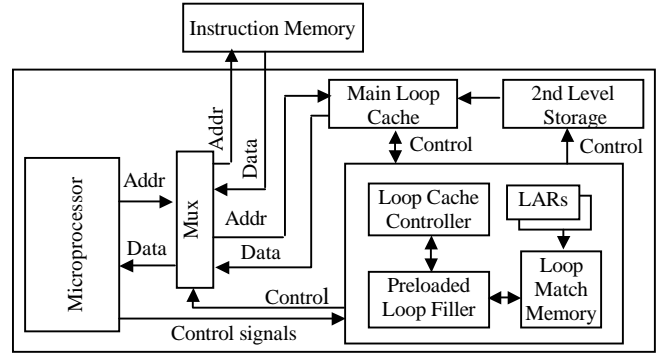 Instruction Memory
Main Loop
Cache
2nd Level
Storage
Addr
Data
Control
Control
Microprocessor
Addr
Data
Mux
Addr
Data
Loop Cache
Controller
LARs
Preloaded
Loop Filler
Loop
Match
Memory
Control
Control signals